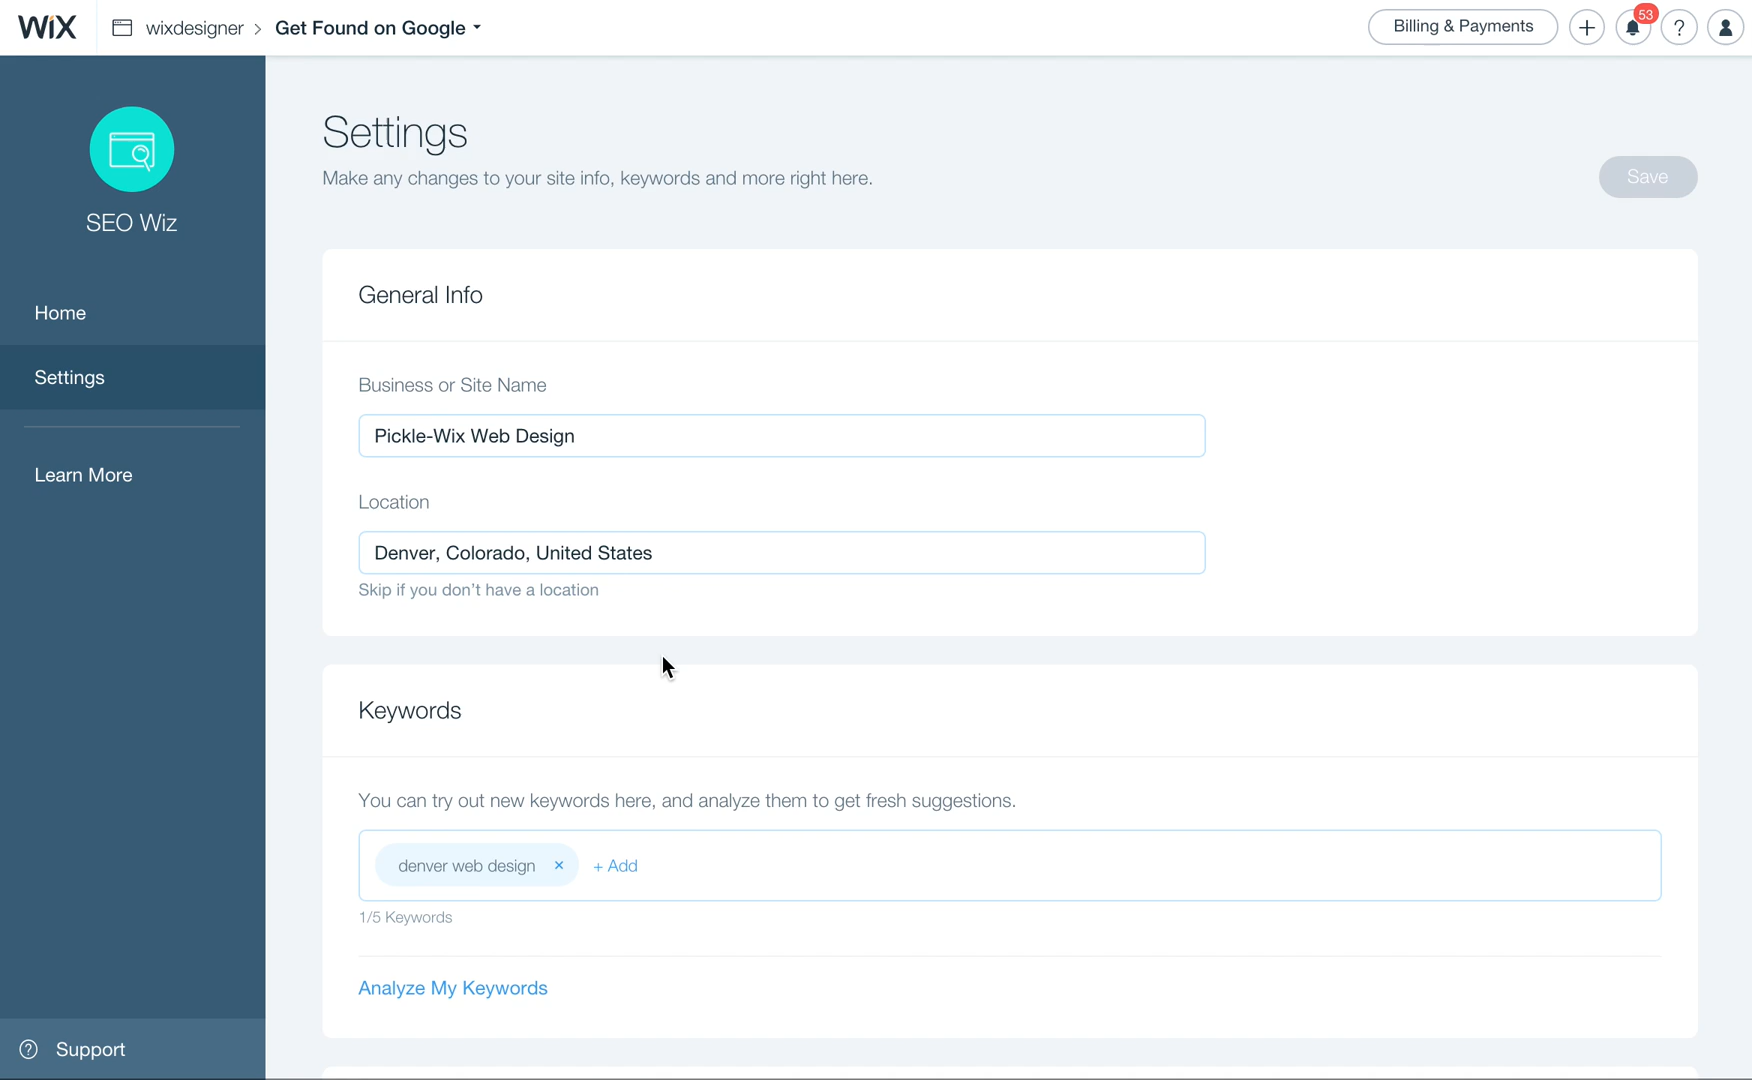 WiX
wixdesigner > Get Found on Google
Billing & Payments
+
53
?
SEO Wiz
Home
Settings
Learn More
? Support
Settings
Make any changes to your site info, keywords and more right here.
Save
General Info
Business or Site Name
Pickle-Wix Web Design
Location
Denver, Colorado, United States
Skip if you don't have a location
Keywords
You can try out new keywords here, and analyze them to get fresh suggestions.
denver web design × + Add
1/5 Keywords
Analyze My Keywords